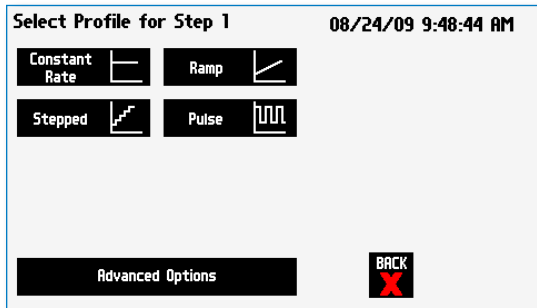 Select Profile for Step 1
08/24/09 9:48:44 AM
Constant
Rate
Ramp
Stepped
Pulse
Advanced Options
BACK